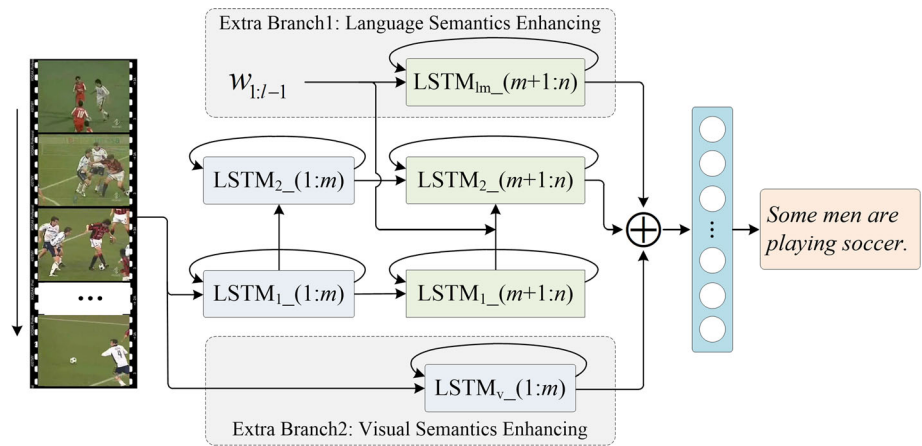 Extra Branch1: Language Semantics Enhancing
w1:l−1
LSTMlm_(m+1:n)
LSTM2_(1:m)
LSTM2_(m+1:n)
LSTM1_(1:m)
LSTM1_(m+1:n)
LSTMv_(1:m)
Extra Branch2: Visual Semantics Enhancing
Some men are
playing soccer.